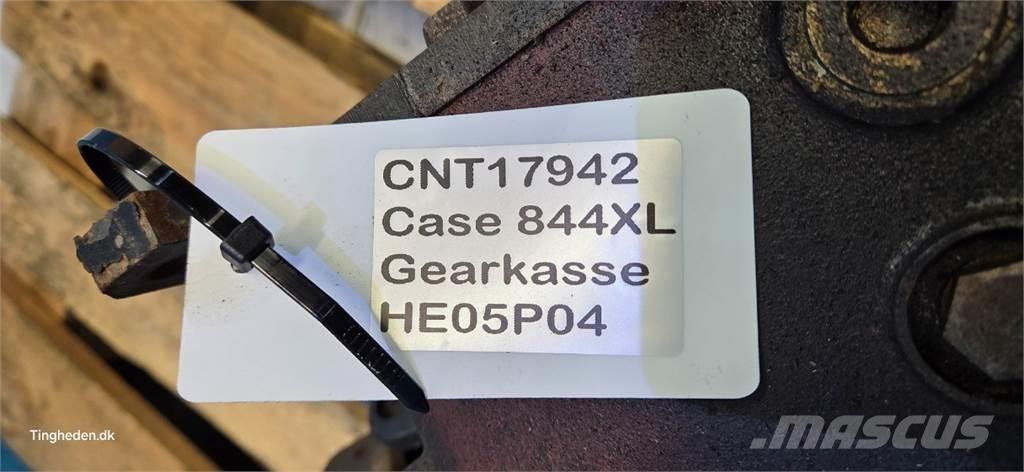 CNT17942
Case 844XL
Gearkasse
HE05P04
Tingheden.dk
MASCUS